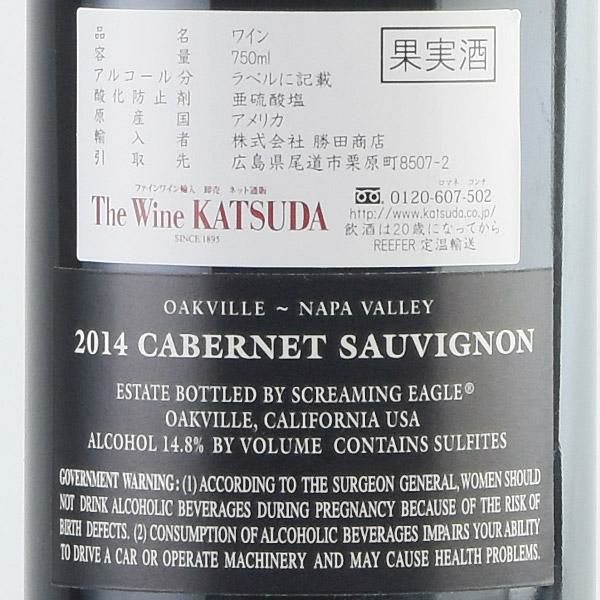 品名 ワイン
容量 750ml
アルコール分 ラベルに記載
酸化防止剤 亜硫酸塩
原産国 アメリカ
輸入者 株式会社 勝田商店
引取先 広島県尾道市栗原町8507-2
果実酒
ファインワイン輸入 卸売 ネット通販
The Wine KATSUDA
SINCE 1895
ロマネ コンチ
0120-607-502
http://www.katsuda.co.jp/
飲酒は20歳になってから
REEFER 定温輸送
OAKVILLE ~ NAPA VALLEY
2014 CABERNET SAUVIGNON
ESTATE BOTTLED BY SCREAMING EAGLE®
OAKVILLE, CALIFORNIA USA
ALCOHOL 14.8% BY VOLUME CONTAINS SULFITES
GOVERNMENT WARNING: (1) ACCORDING TO THE SURGEON GENERAL, WOMEN SHOULD
NOT DRINK ALCOHOLIC BEVERAGES DURING PREGNANCY BECAUSE OF THE RISK OF
BIRTH DEFECTS. (2) CONSUMPTION OF ALCOHOLIC BEVERAGES IMPAIRS YOUR ABILITY
TO DRIVE A CAR OR OPERATE MACHINERY AND MAY CAUSE HEALTH PROBLEMS.